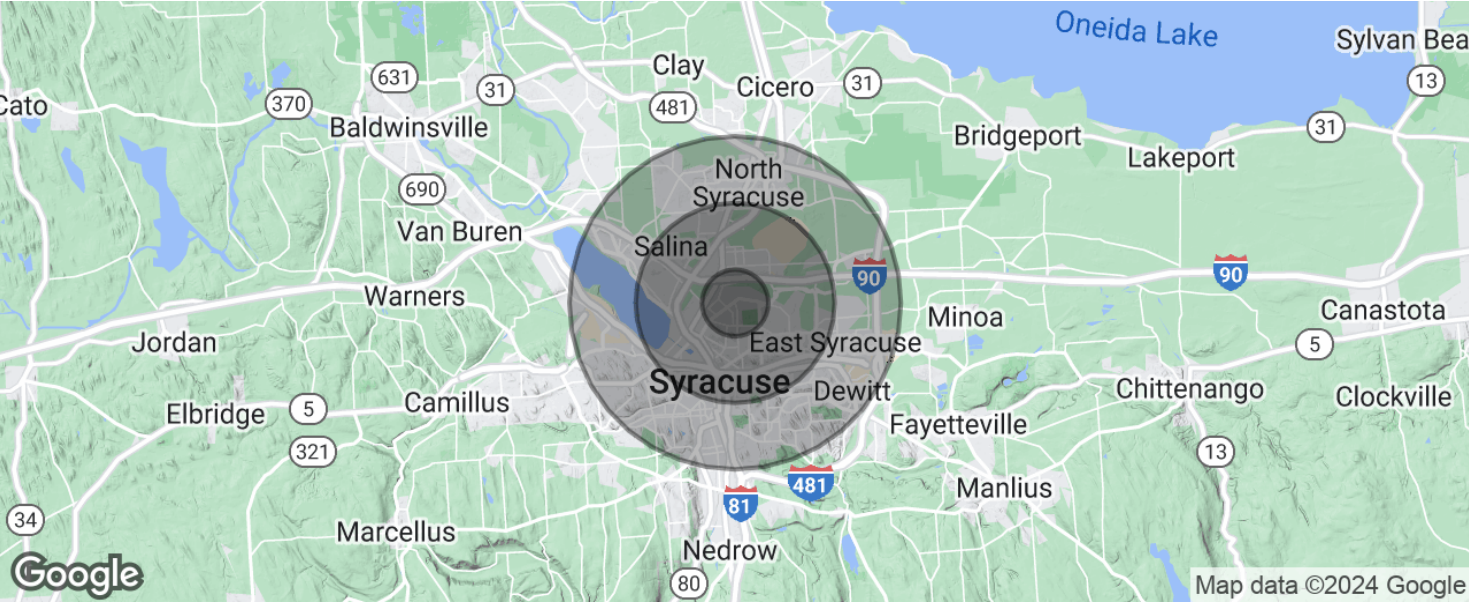 Oneida Lake
Sylvan Bea
13
Clay
631
31
Cicero
31
Cato
370
481
Baldwinsville
Bridgeport
31
Lakeport
North
Syracuse
690
Van Buren
Salina
90
90
Warners
Minoa
Canastota
Jordan
East Syracuse
5
Syracuse
Dewitt
Chittenango
Clockville
Elbridge
5
Camillus
Fayetteville
321
13
481
Manlius
81
34
Marcellus
Nedrow
80
Google
Map data ©2024 Google